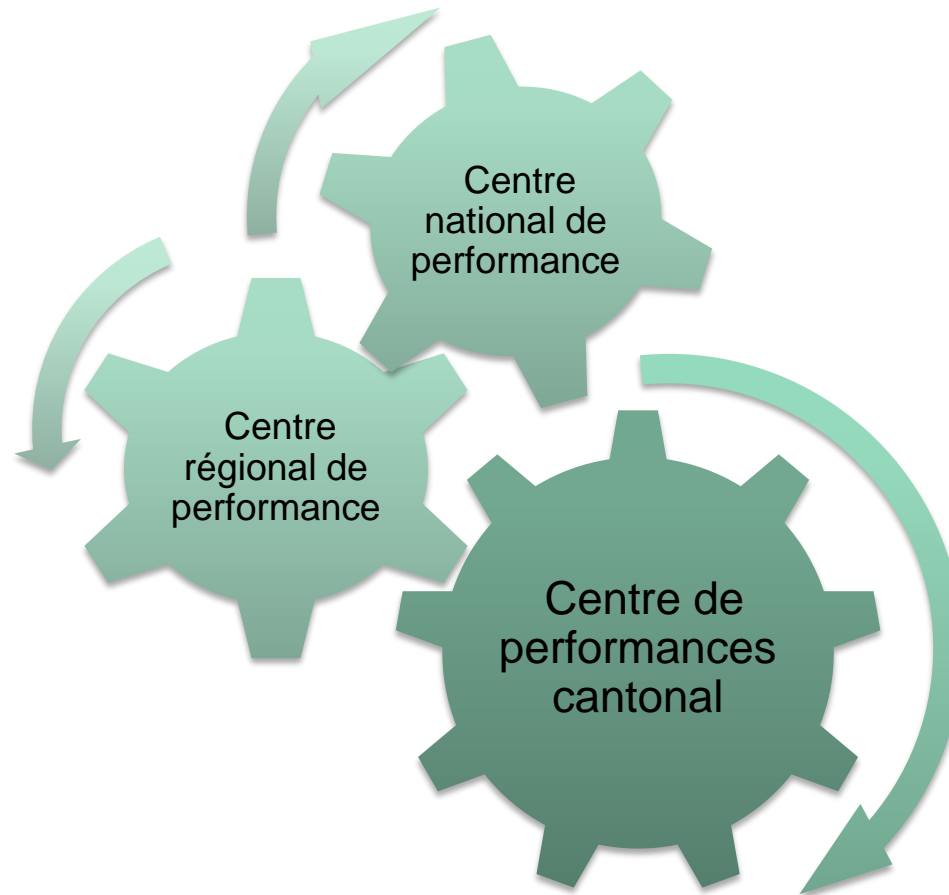 Centre
national de
performance
Centre
régional de
performance
Centre de
performances
cantonal